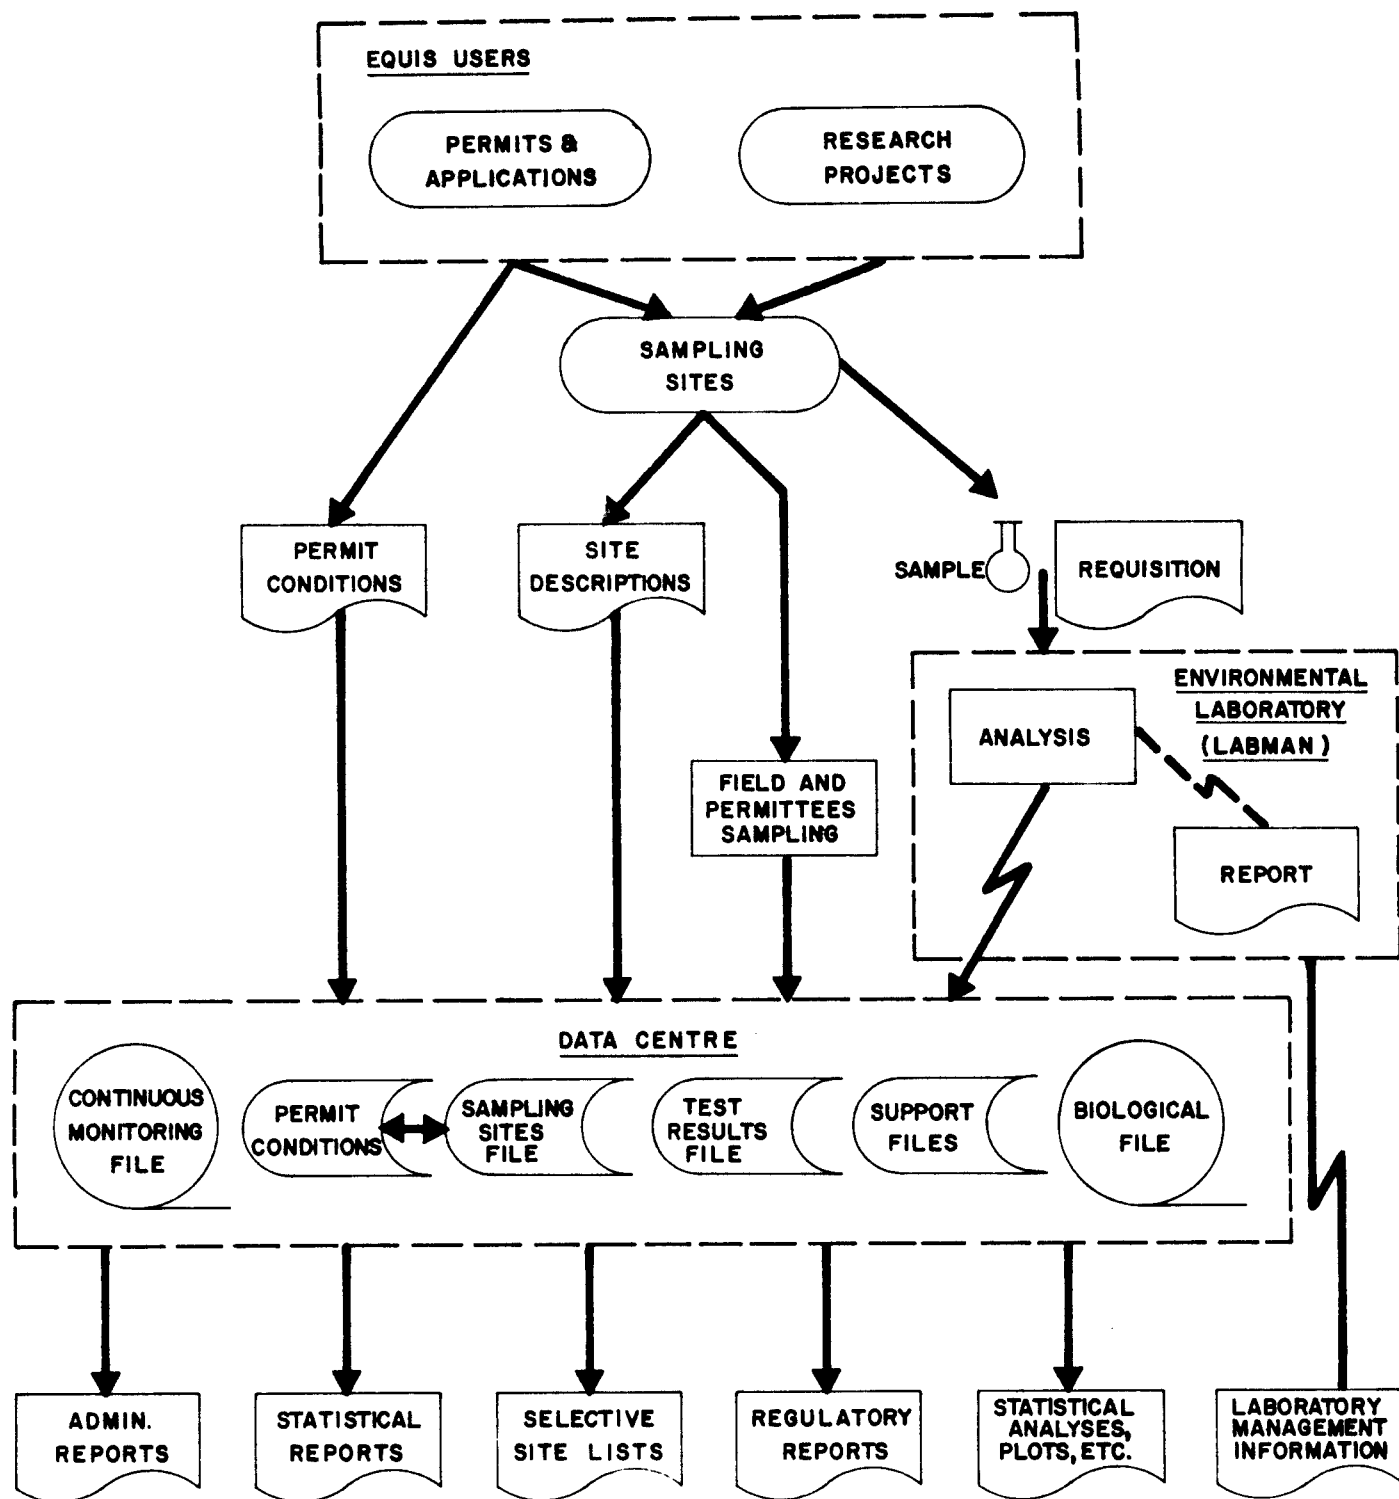 EQUIS USERS
PERMITS &
APPLICATIONS
RESEARCH
PROJECTS
SAMPLING
SITES
PERMIT
CONDITIONS
SITE
DESCRIPTIONS
SAMPLE
REQUISITION
ENVIRONMENTAL
LABORATORY
(LABMAN)
ANALYSIS
FIELD AND
PERMITTEES
SAMPLING
REPORT
DATA CENTRE
CONTINUOUS
MONITORING
FILE
PERMIT
CONDITIONS
SAMPLING
SITES
FILE
TEST
RESULTS
FILE
SUPPORT
FILES
BIOLOGICAL
FILE
ADMIN.
REPORTS
STATISTICAL
REPORTS
SELECTIVE
SITE LISTS
REGULATORY
REPORTS
STATISTICAL
ANALYSES,
PLOTS, ETC.
LABORATORY
MANAGEMENT
INFORMATION